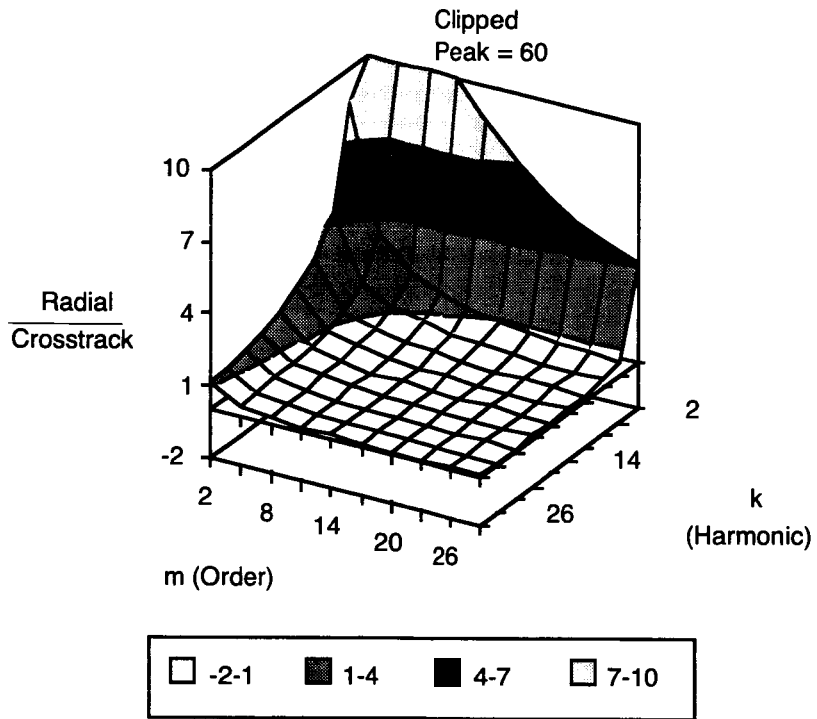 Clipped
Peak = 60
10
7
4
1
-2
Radial
Crosstrack
2
8
14
20
26
m (Order)
2
14
26
k
(Harmonic)
-2-1
1-4
4-7
7-10